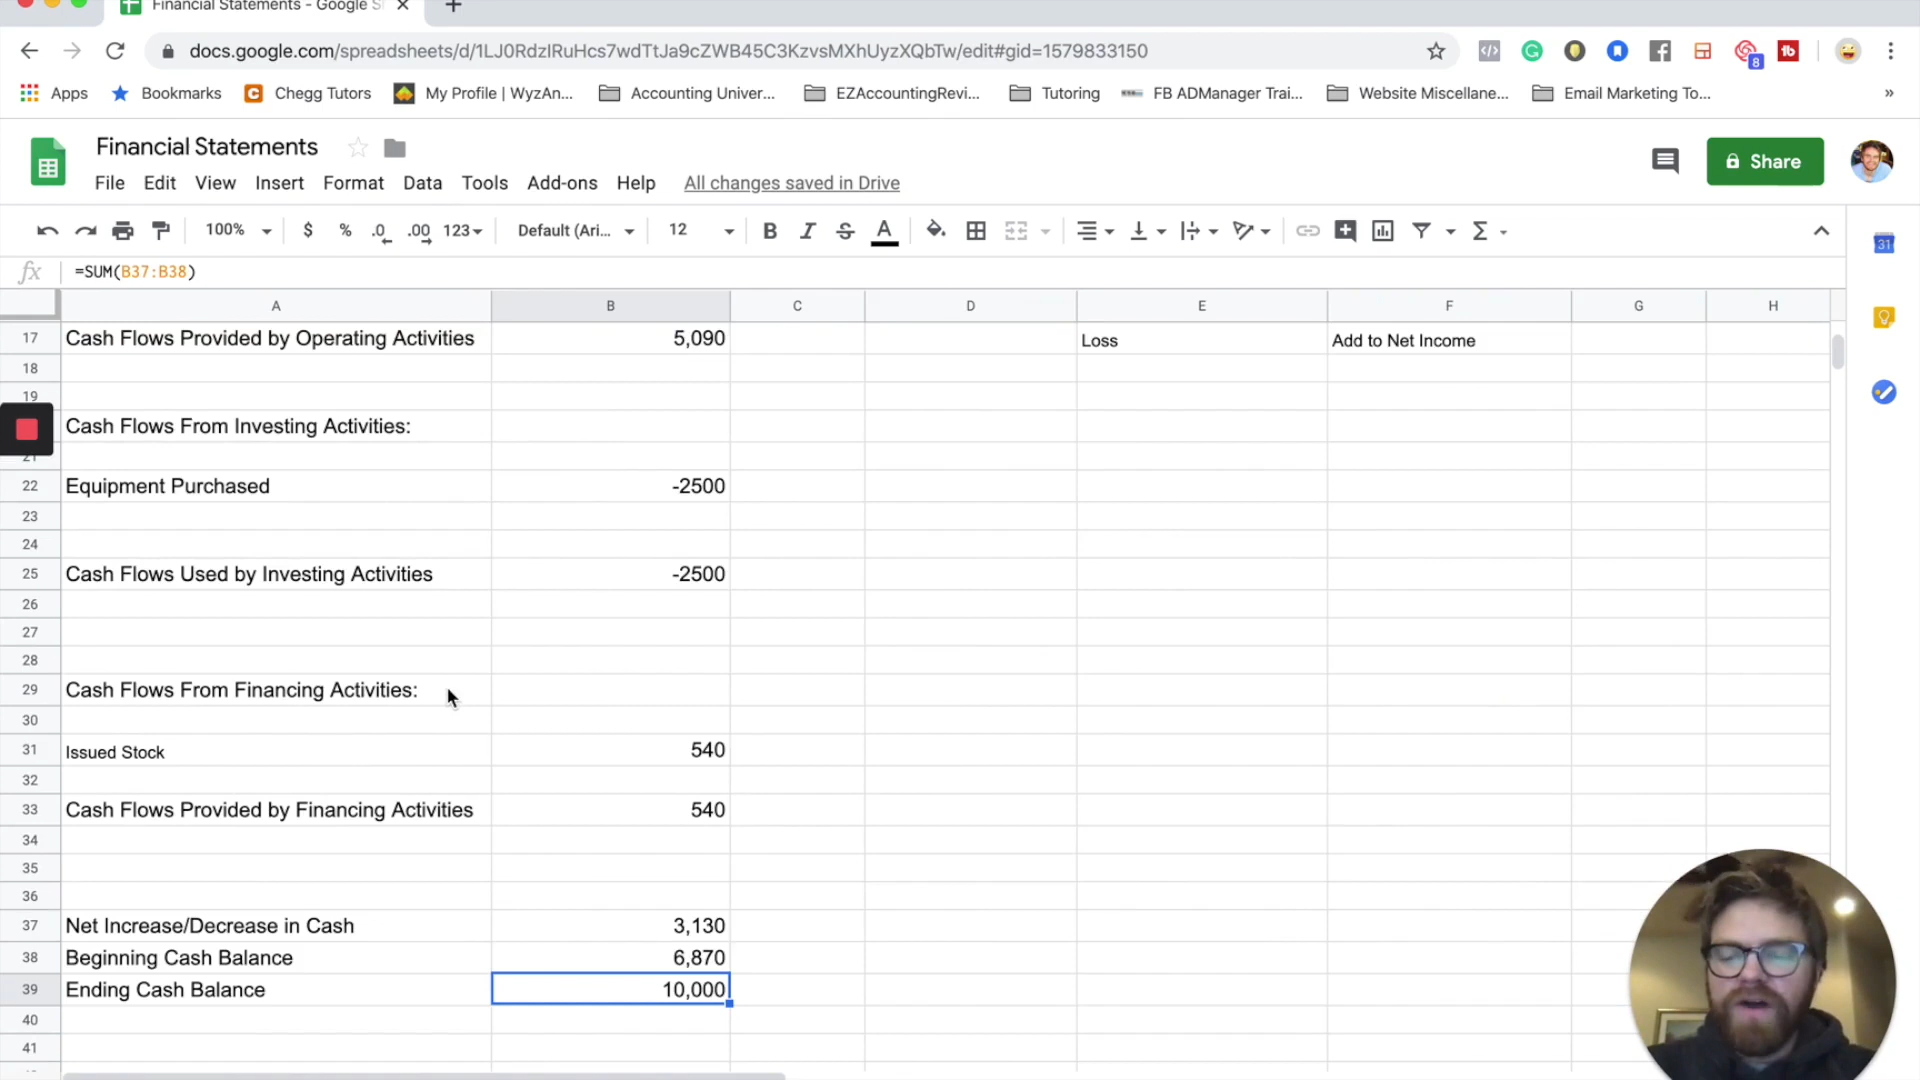 Financial Statements - Google S
docs.google.com/spreadsheets/d/1LJ0RdzlRuHcs7wdTtJa9cZWB45C3KzvsMXhUyzXQbTw/edit#gid=1579833150
8
Apps
Bookmarks
Chegg Tutors
My Profile | WyzAn...
Accounting Univer...
EZAccountingRevi...
Tutoring
FB ADManager Trai...
Website Miscellane...
Email Marketing To...
»
Financial Statements
Share
File Edit View Insert Format Data Tools Add-ons Help All changes saved in Drive
100% $ % .0 .00 123 Default (Ari... 12 B I S A Σ
31
fx =SUM(B37:B38)
A B C D E F G H
17 Cash Flows Provided by Operating Activities 5,090 Loss Add to Net Income
18
19
Cash Flows From Investing Activities:
21
22 Equipment Purchased -2500
23
24
25 Cash Flows Used by Investing Activities -2500
26
27
28
29 Cash Flows From Financing Activities:
30
31 Issued Stock 540
32
33 Cash Flows Provided by Financing Activities 540
34
35
36
37 Net Increase/Decrease in Cash 3,130
38 Beginning Cash Balance 6,870
39 Ending Cash Balance 10,000
40
41